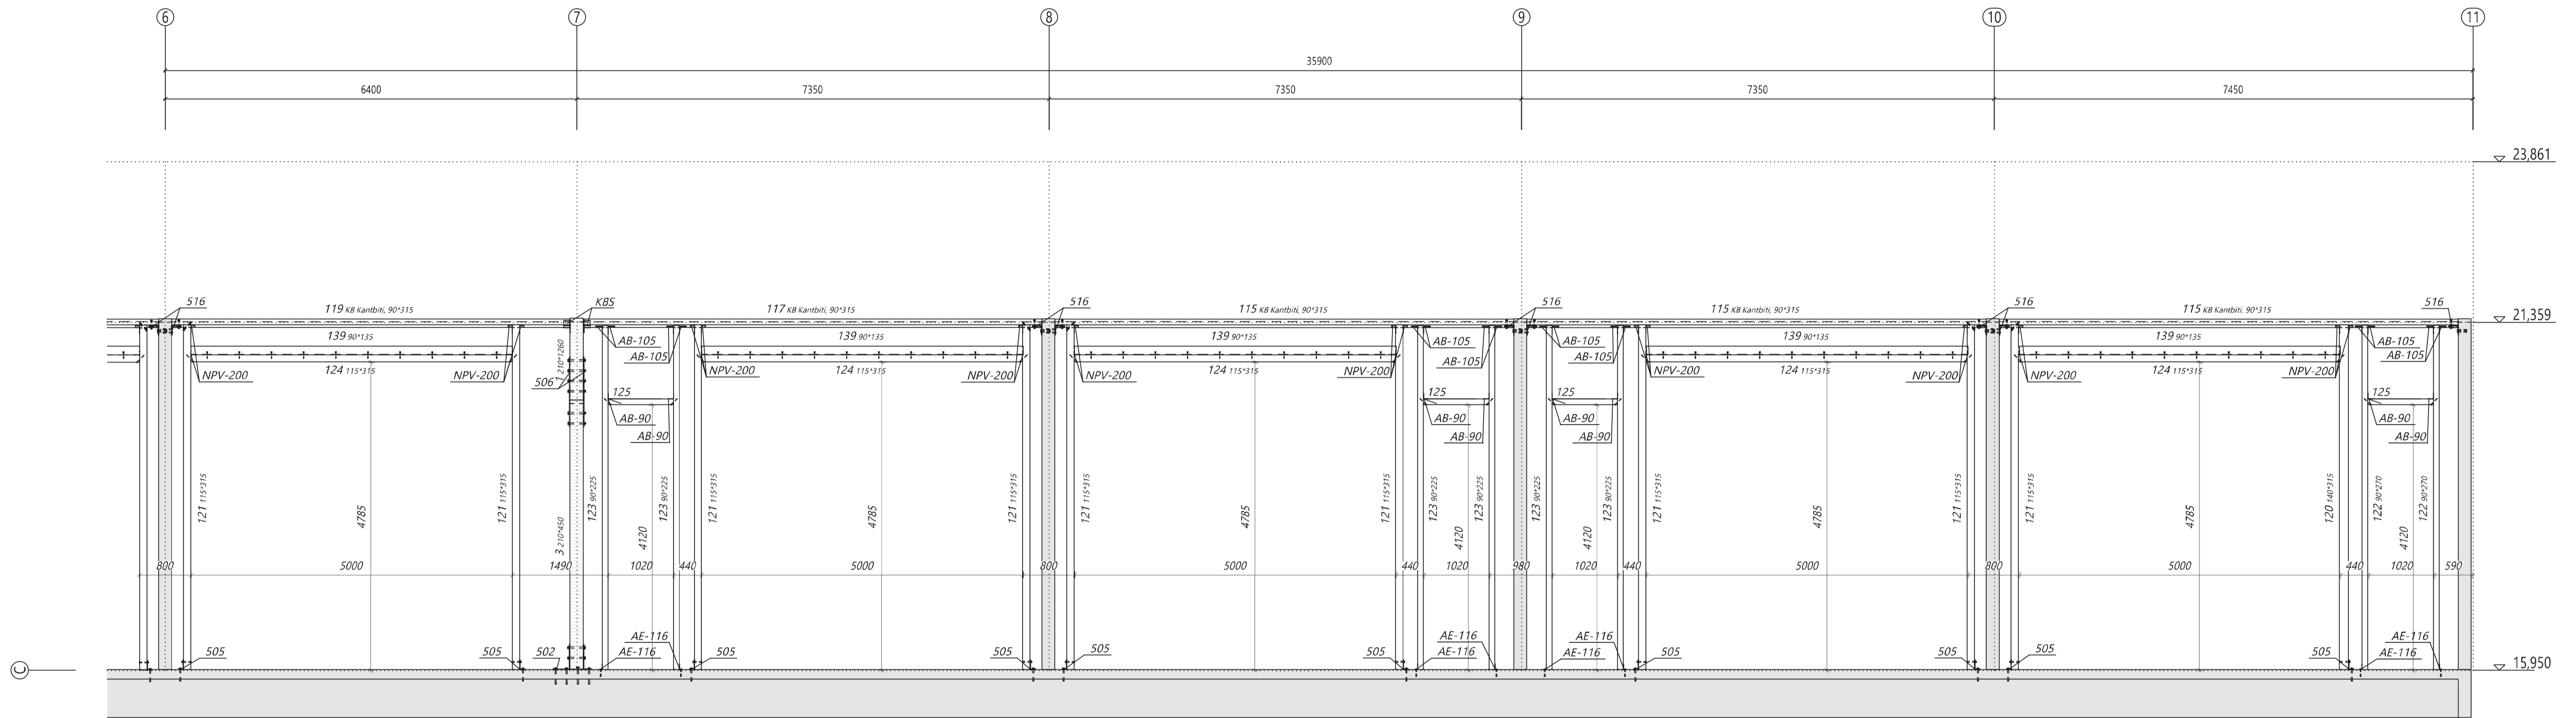 6 7 8 9 10 11
35900
6400 7350 7350 7350 7450
23,861
516 119 KB Kantbiti, 90*315 KBS 117 KB Kantbiti, 90*315 516 115 KB Kantbiti, 90*315 516 115 KB Kantbiti, 90*315 516 115 KB Kantbiti, 90*315 516
21,359
139 90*135 AB-105 139 90*135 139 90*135 AB-105 AB-105 139 90*135 139 90*135 AB-105
AB-105 AB-105 AB-105 AB-105
124 115*315 124 115*315 124 115*315 124 115*315 124 115*315
NPV-200 NPV-200 NPV-200 NPV-200 NPV-200 NPV-200 NPV-200 NPV-200 NPV-200 NPV-200
7 210*1260
506 125 125 125 125
AB-90 AB-90 AB-90 AB-90
AB-90 AB-90 AB-90 AB-90
121 115*315 4785 121 115*315 3 210*450 123 90*225 4120 123 90*225 121 115*315 4785 121 115*315 121 115*315 4785 121 115*315 123 90*225 4120 123 90*225 123 90*225 4120 123 90*225 121 115*315 4785 121 115*315 121 115*315 4785 120 140*315 122 90*270 4120 122 90*270
800 5000 1490 1020 440 5000 800 5000 440 1020 980 1020 440 5000 800 5000 440 1020 590
AE-116 AE-116 AE-116 AE-116
505 505 502 AE-116 505 505 505 505 AE-116 AE-116 505 505 505 505 AE-116
C 15,950